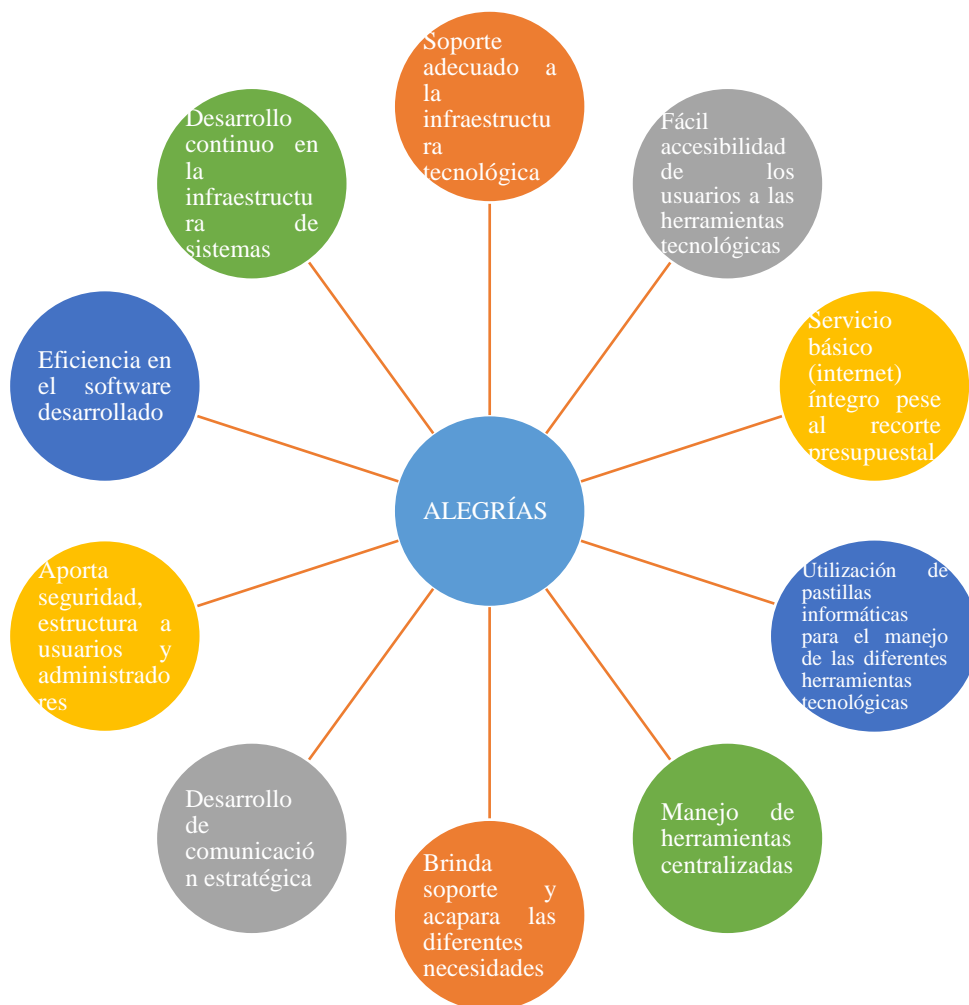 Soporte
adecuado a
la
infraestructu
ra
tecnológica
Fácil
accesibilidad
de los
usuarios a las
herramientas
tecnológicas
Servicio
básico
(internet)
íntegro pese
al recorte
presupuestal
Utilización de
pastillas
informáticas
para el manejo
de las diferentes
herramientas
tecnológicas
Manejo de
herramientas
centralizadas
Brinda
soporte y
acapara las
diferentes
necesidades
Desarrollo
de
comunicació
n estratégica
Aporta
seguridad,
estructura a
usuarios y
administrado
res
Eficiencia en
el software
desarrollado
Desarrollo
continuo en
la
infraestructu
ra de
sistemas
ALEGRÍAS